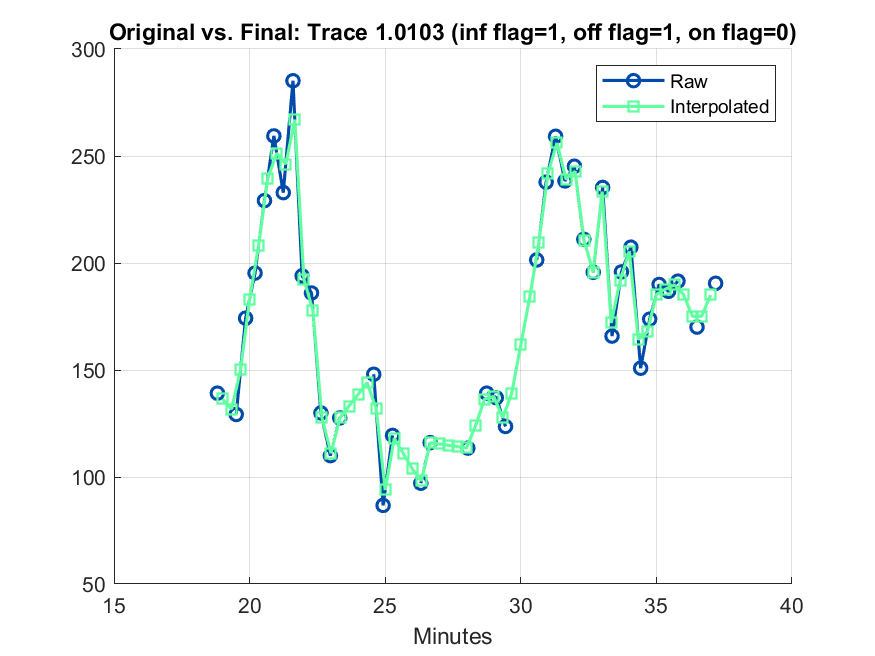 Original vs. Final: Trace 1.0103 (inf flag=1, off flag=1, on flag=0)
300
250
200
150
100
50
Raw
Interpolated
15 20 25 30 35 40
Minutes